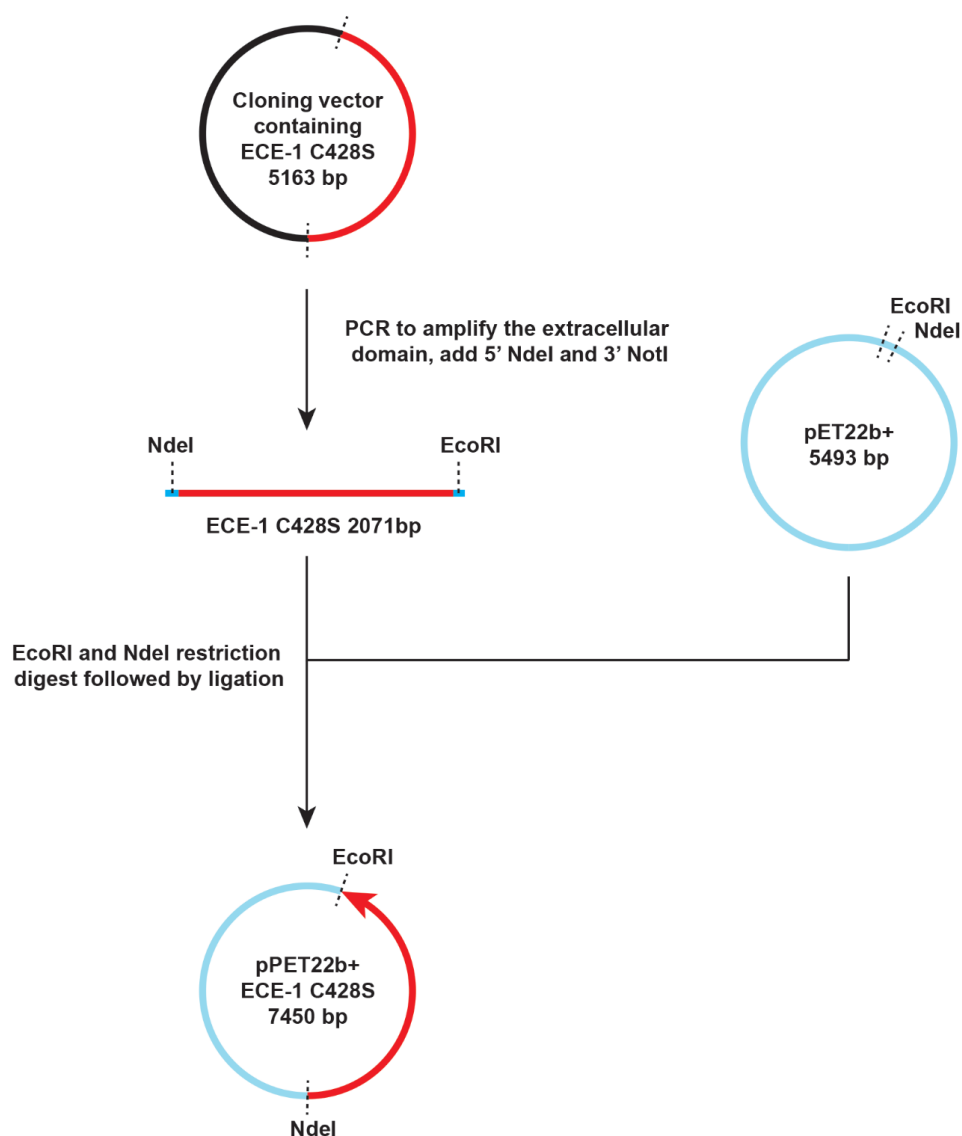 Cloning vector
containing
ECE-1 C428S
5163 bp
PCR to amplify the extracellular
domain, add 5’ NdeI and 3’ NotI
EcoRI
NdeI
pET22b+
5493 bp
NdeI
EcoRI
ECE-1 C428S 2071bp
EcoRI and NdeI restriction
digest followed by ligation
EcoRI
pPET22b+
ECE-1 C428S
7450 bp
NdeI